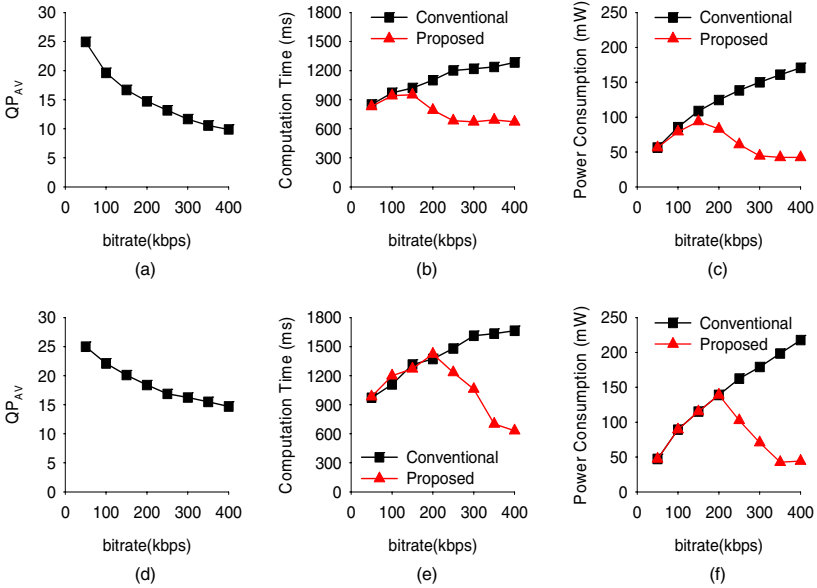 30
25
20
15
10
5
0
QP_AV
0 100 200 300 400
bitrate(kbps)
(a)
1800
1500
1200
900
600
300
0
Computation Time (ms)
Conventional
Proposed
0 100 200 300 400
bitrate(kbps)
(b)
250
200
150
100
50
0
Power Consumption (mW)
Conventional
Proposed
0 100 200 300 400
bitrate(kbps)
(c)
30
25
20
15
10
5
0
QP_AV
0 100 200 300 400
bitrate(kbps)
(d)
1800
1500
1200
900
600
300
0
Computation Time (ms)
Conventional
Proposed
0 100 200 300 400
bitrate(kbps)
(e)
250
200
150
100
50
0
Power Consumption (mW)
Conventional
Proposed
0 100 200 300 400
bitrate(kbps)
(f)